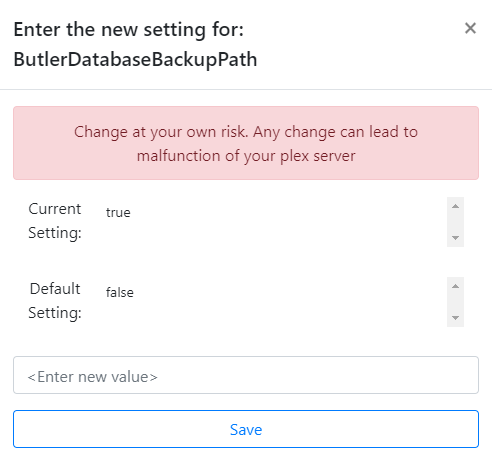 Enter the new setting for:
ButlerDatabaseBackupPath
×
Change at your own risk. Any change can lead to
malfunction of your plex server
Current
Setting:
true
Default
Setting:
false
<Enter new value>
Save